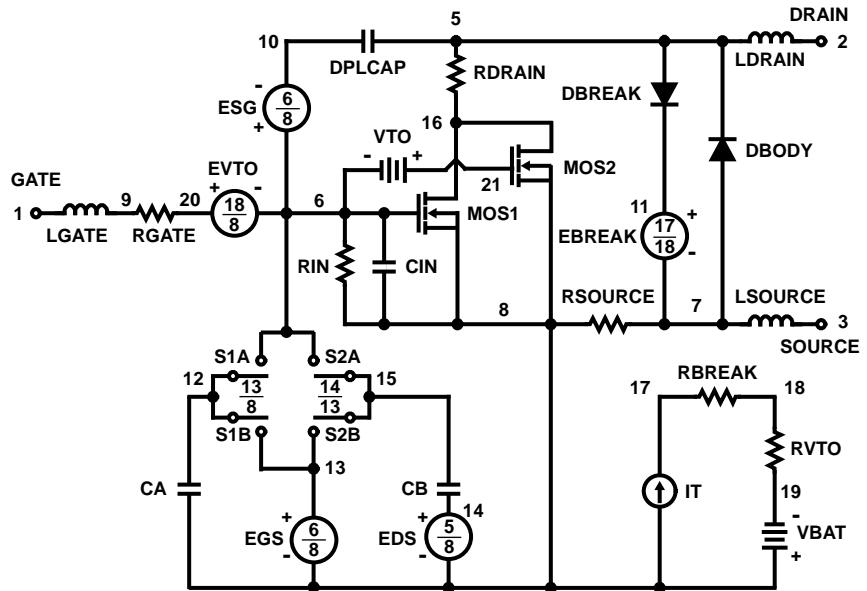 DRAIN
5
10
2
DPLCAP
LDRAIN
RDRAIN
-
6
8
ESG
+
DBREAK
16
VTO
- +
DBODY
EVTO
MOS2
GATE
+ -
21
9
20
6
11
1
18
8
MOS1
+
LGATE
RGATE
EBREAK
17
18
-
RIN
CIN
8
RSOURCE
7
LSOURCE
3
SOURCE
S1A
S2A
12
13
8
14
13
15
17
RBREAK
18
S1B
S2B
13
RVTO
CA
CB
IT
19
+
14
+
-
EGS
6
8
EDS
5
8
VBAT
-
-
+